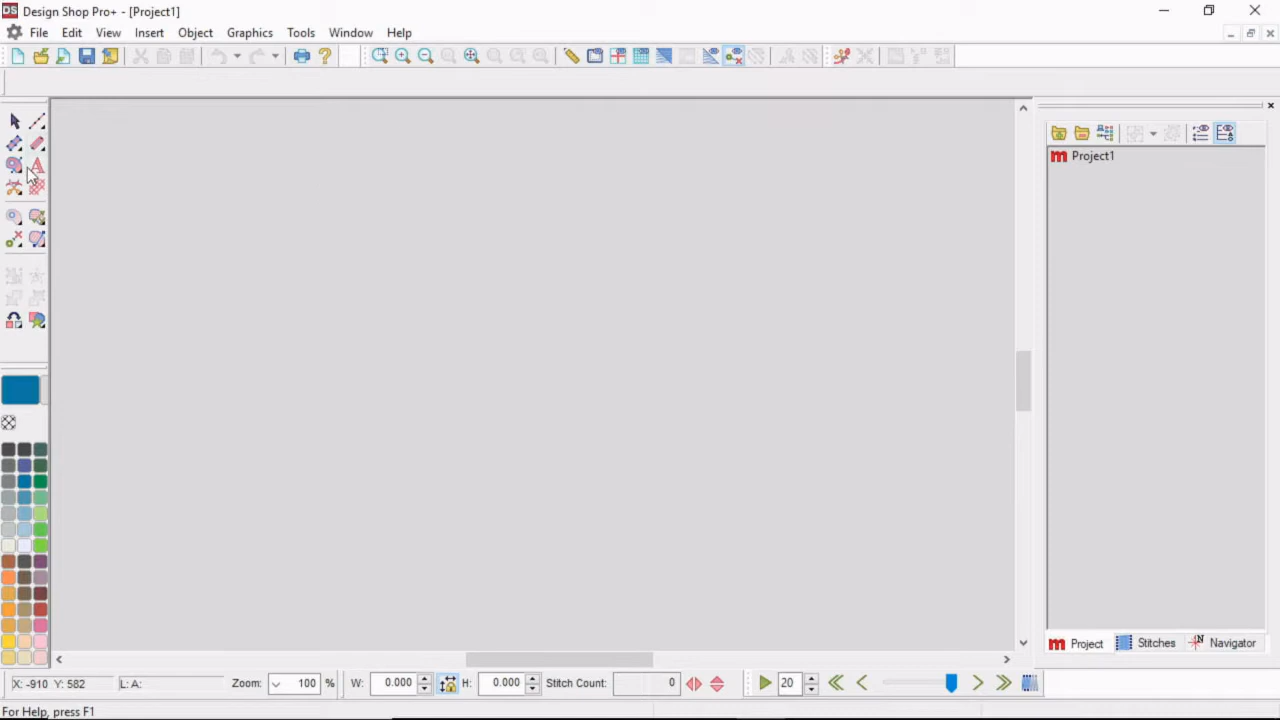 DS Design Shop Pro+ - [Project1]
File Edit View Insert Object Graphics Tools Window Help
m Project1
m Project Stitches N Navigator
X: -910 Y: 582 L: A: Zoom: 100 % W: 0.000 H: 0.000 Stitch Count: 0 20
For Help, press F1